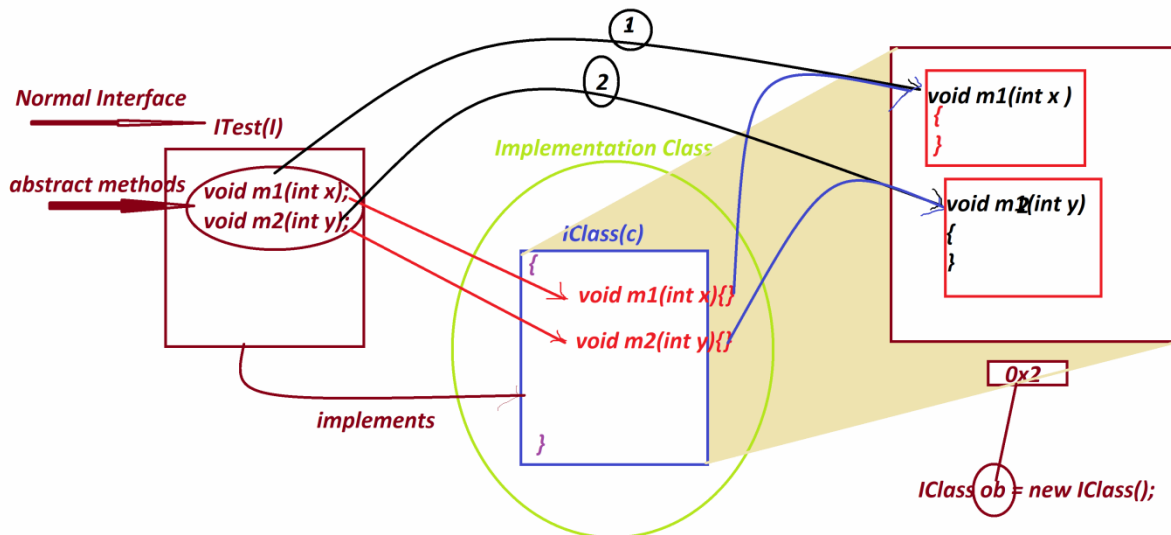 1
2
Normal Interface
ITest(I)
abstract methods
void m1(int x);
void m2(int y);
implements
Implementation Class
iClass(c)
{
void m1(int x){}
void m2(int y){}
}
void m1(int x )
{
}
void m2(int y)
{
}
0x2
IClass ob = new IClass();